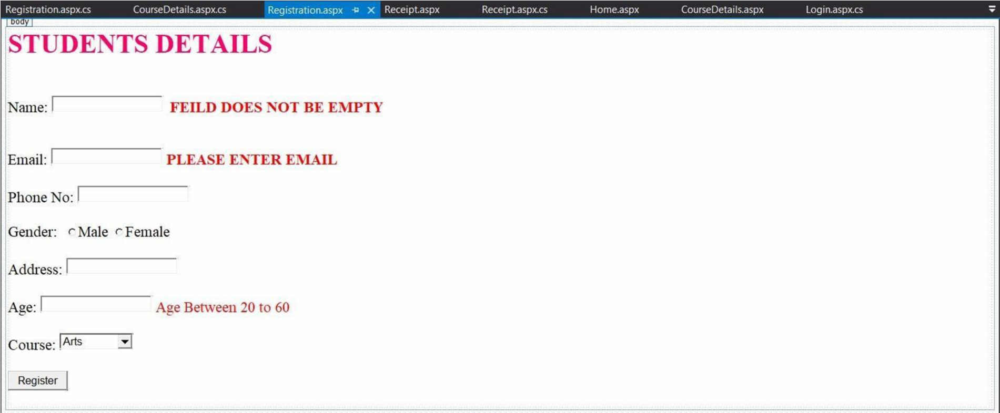 Registration.aspx.cs CourseDetails.aspx.cs Registration.aspx Receipt.aspx Receipt.aspx.cs Home.aspx CourseDetails.aspx Login.aspx.cs
body
STUDENTS DETAILS
Name: FEILD DOES NOT BE EMPTY
Email: PLEASE ENTER EMAIL
Phone No:
Gender: Male Female
Address:
Age: Age Between 20 to 60
Course: Arts
Register